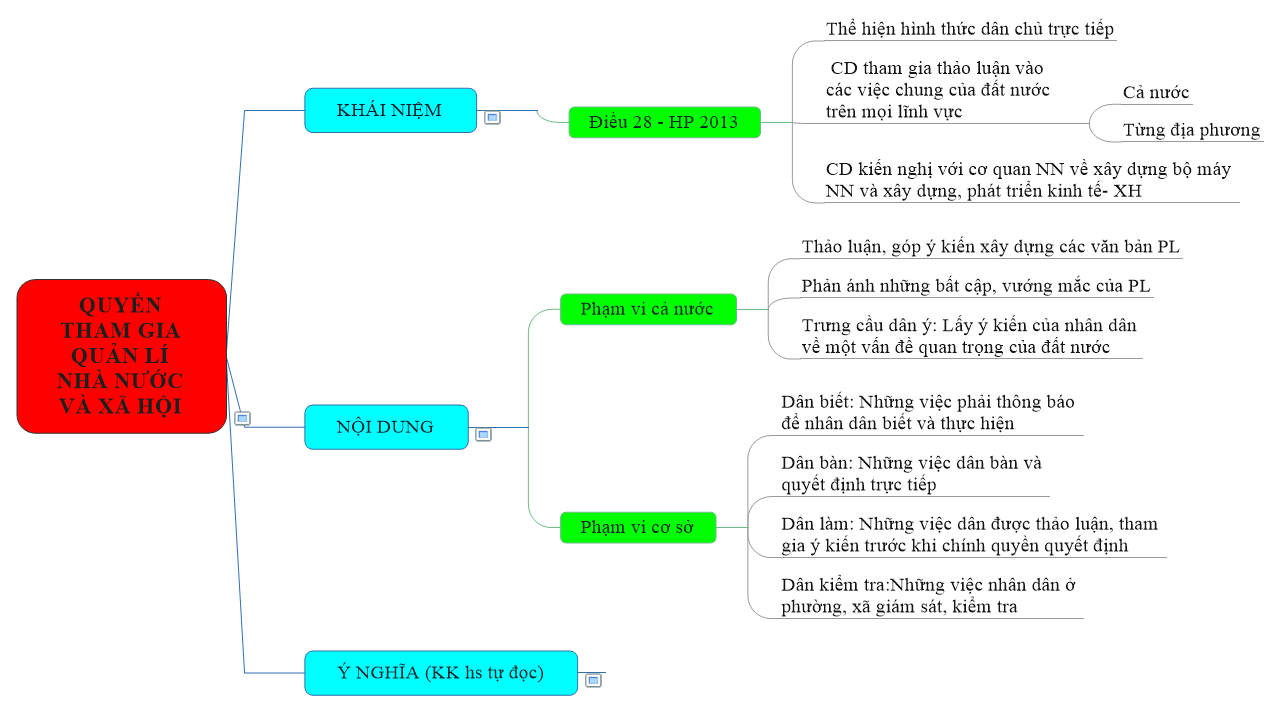 QUYỀN
THAM GIA
QUẢN LÍ
NHÀ NƯỚC
VÀ XÃ HỘI
KHÁI NIỆM
Điều 28 - HP 2013
Thể hiện hình thức dân chủ trực tiếp
CD tham gia thảo luận vào
các việc chung của đất nước
trên mọi lĩnh vực
Cả nước
Từng địa phương
CD kiến nghị với cơ quan NN về xây dựng bộ máy
NN và xây dựng, phát triển kinh tế- XH
NỘI DUNG
Phạm vi cả nước
Thảo luận, góp ý kiến xây dựng các văn bản PL
Phản ánh những bất cập, vướng mắc của PL
Trưng cầu dân ý: Lấy ý kiến của nhân dân
về một vấn đề quan trọng của đất nước
Phạm vi cơ sở
Dân biết: Những việc phải thông báo
để nhân dân biết và thực hiện
Dân bàn: Những việc dân bàn và
quyết định trực tiếp
Dân làm: Những việc dân được thảo luận, tham
gia ý kiến trước khi chính quyền quyết định
Dân kiểm tra:Những việc nhân dân ở
phường, xã giám sát, kiểm tra
Ý NGHĨA (KK hs tự đọc)